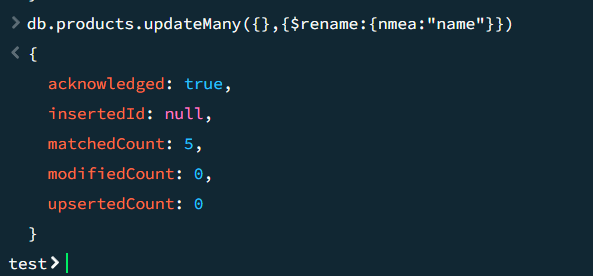 > db.products.updateMany({},{$rename:{nmea:"name"}})
< {
acknowledged: true,
insertedId: null,
matchedCount: 5,
modifiedCount: 0,
upsertedCount: 0
}
test>